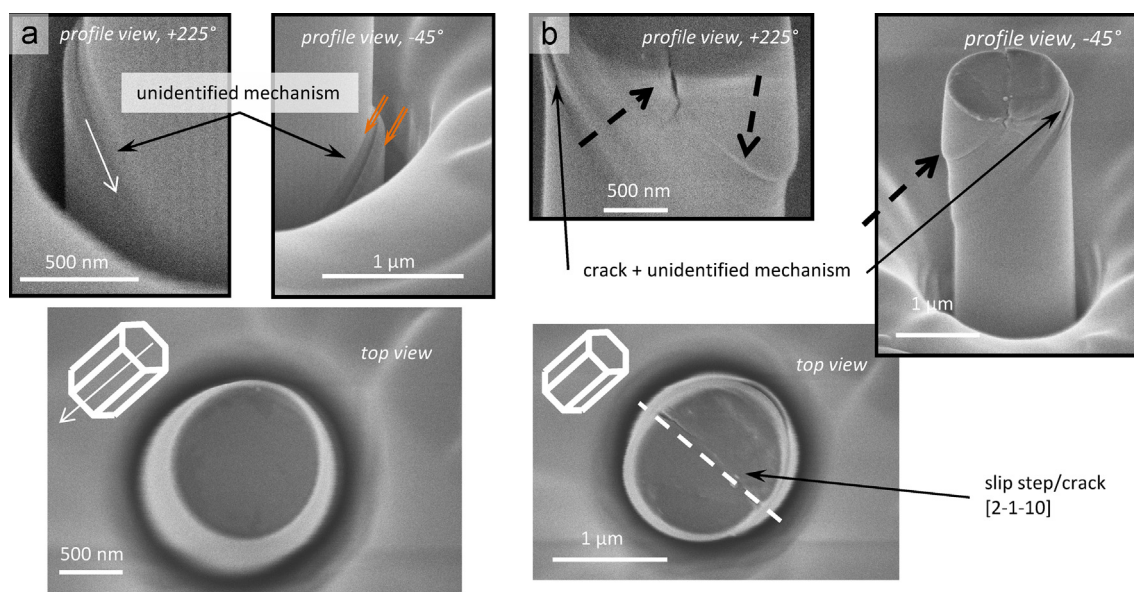 a
profile view, +225°
profile view, -45°
unidentified mechanism
500 nm
1 µm
top view
500 nm
b
profile view, +225°
profile view, -45°
500 nm
crack + unidentified mechanism
1 µm
top view
slip step/crack
[2-1-10]
1 µm